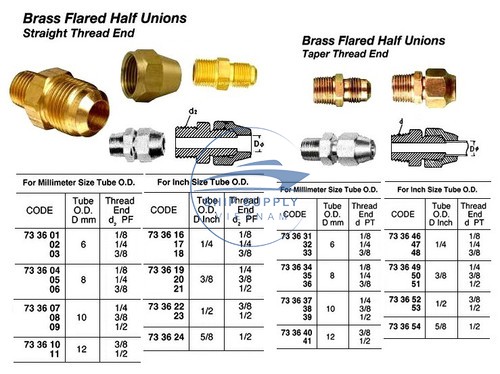 Brass Flared Half Unions
Straight Thread End
Brass Flared Half Unions
Taper Thread End
d₂
Dφ
d
Dφ
SHIP SUPPLY
VIETNAM
For Millimeter Size Tube O.D.
CODE Tube O.D. D mm Thread End d, PF
73 36 01 6 1/8
02 1/4
03 3/8
73 36 04 8 1/8
05 1/4
06 3/8
73 36 07 10 1/4
08 3/8
09 1/2
73 36 10 12 3/8
11 1/2
For Inch Size Tube O.D.
CODE Tube O.D. D Inch Thread End d, PF
73 36 16 1/4 1/8
17 1/4
18 3/8
73 36 19 3/8 1/8
20 1/4
21 3/8
73 36 22 1/2 3/8
23 1/2
73 36 24 5/8 1/2
For Millimeter Size Tube O.D.
CODE Tube O.D. D mm Thread End d PT
73 36 31 6 1/8
32 1/4
33 3/8
73 36 34 8 1/8
35 1/4
36 3/8
73 36 37 10 1/4
38 3/8
39 1/2
73 36 40 12 3/8
41 1/2
For Inch Size Tube O.D.
CODE Tube O.D. D Inch Thread End d PT
73 36 46 1/4 1/8
47 1/4
48 3/8
73 36 49 3/8 1/4
50 3/8
51 1/2
73 36 52 1/2 3/8
53 1/2
73 36 54 5/8 1/2